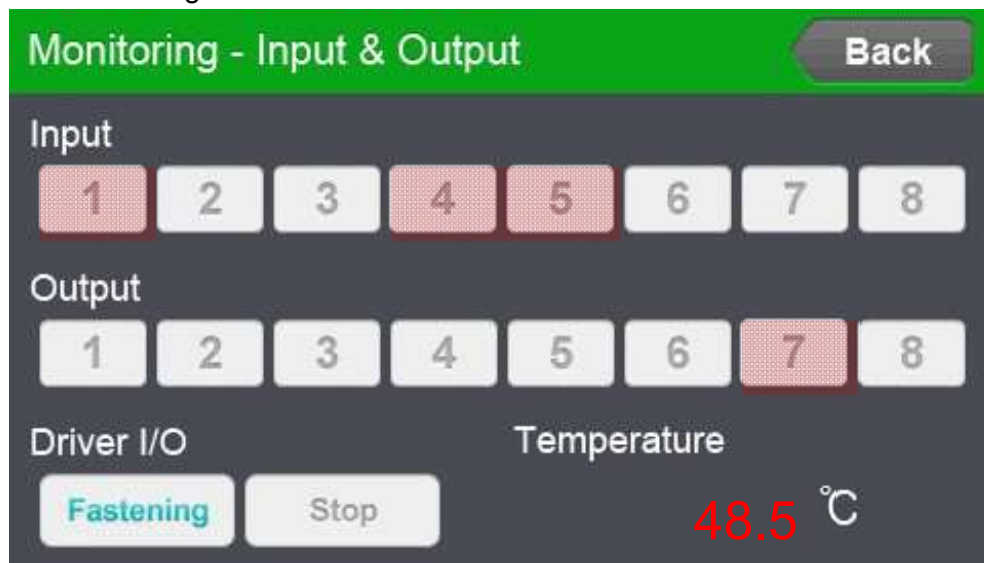 Monitoring - Input & Output Back
Input
1 2 3 4 5 6 7 8
Output
1 2 3 4 5 6 7 8
Driver I/O Temperature
Fastening Stop 48.5 ℃